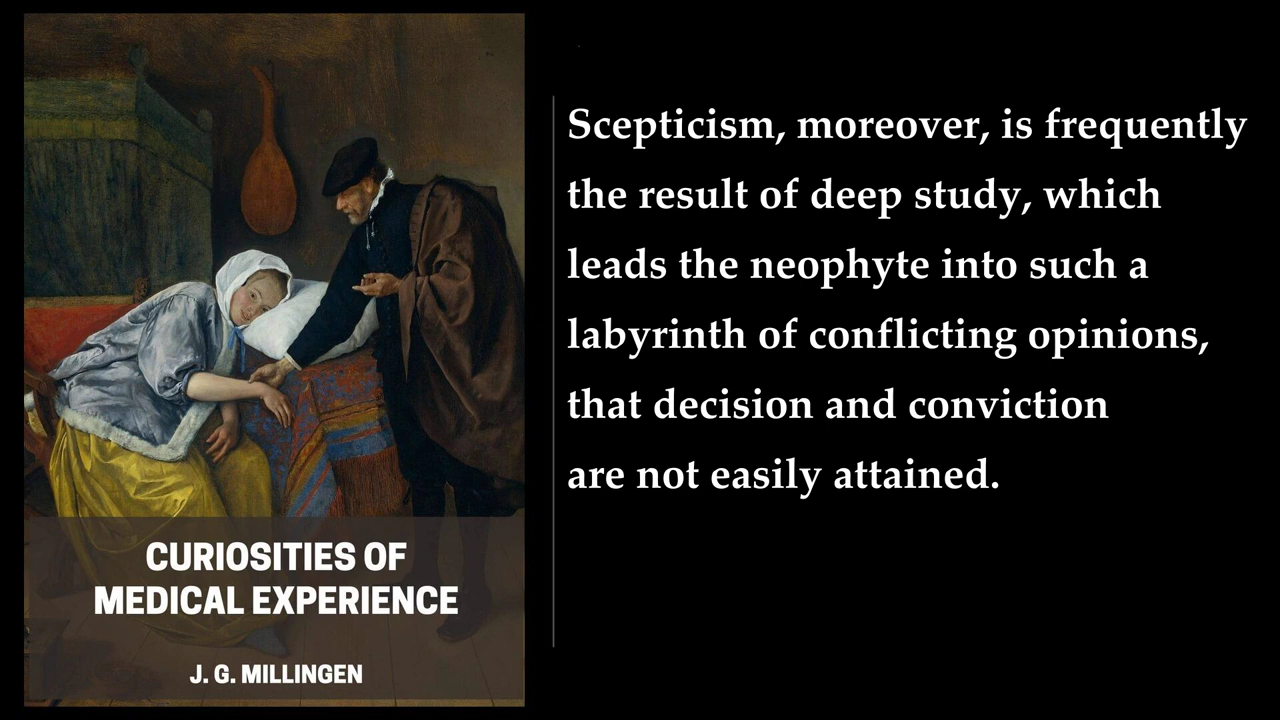 Scepticism, moreover, is frequently
the result of deep study, which
leads the neophyte into such a
labyrinth of conflicting opinions,
that decision and conviction
are not easily attained.
CURIOSITIES OF
MEDICAL EXPERIENCE
J. G. MILLINGEN